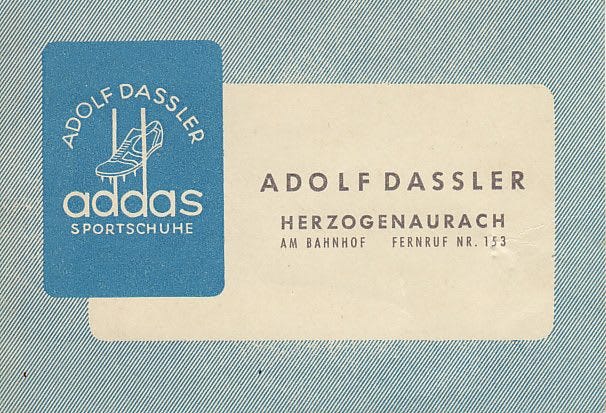 ADOLF DASSLER
addas
SPORTSCHUHE
ADOLF DASSLER
HERZOGENAURACH
AM BAHNHOF FERNRUF NR. 153